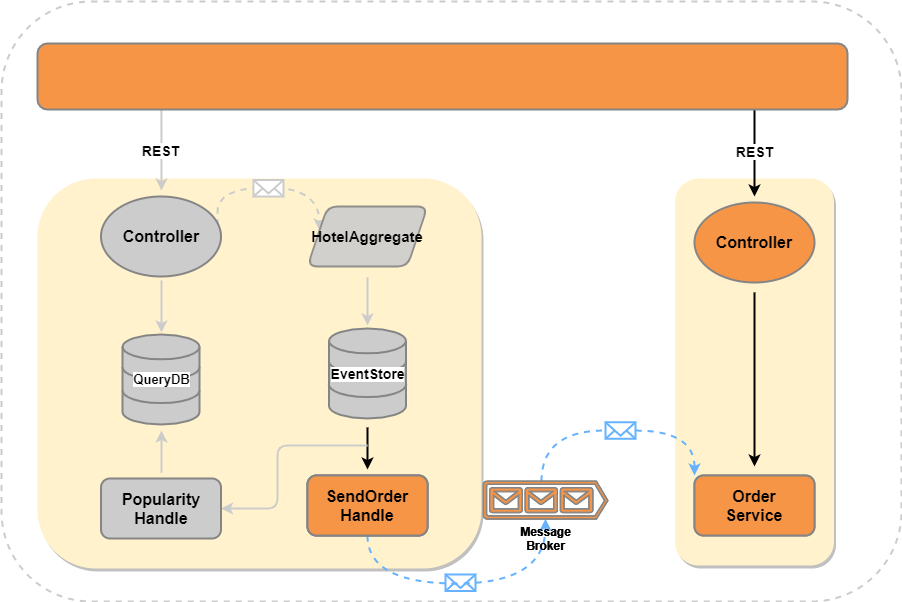 REST
REST
Controller
HotelAggregate
Controller
QueryDB
EventStore
Popularity
Handle
SendOrder
Handle
Message
Broker
Order
Service